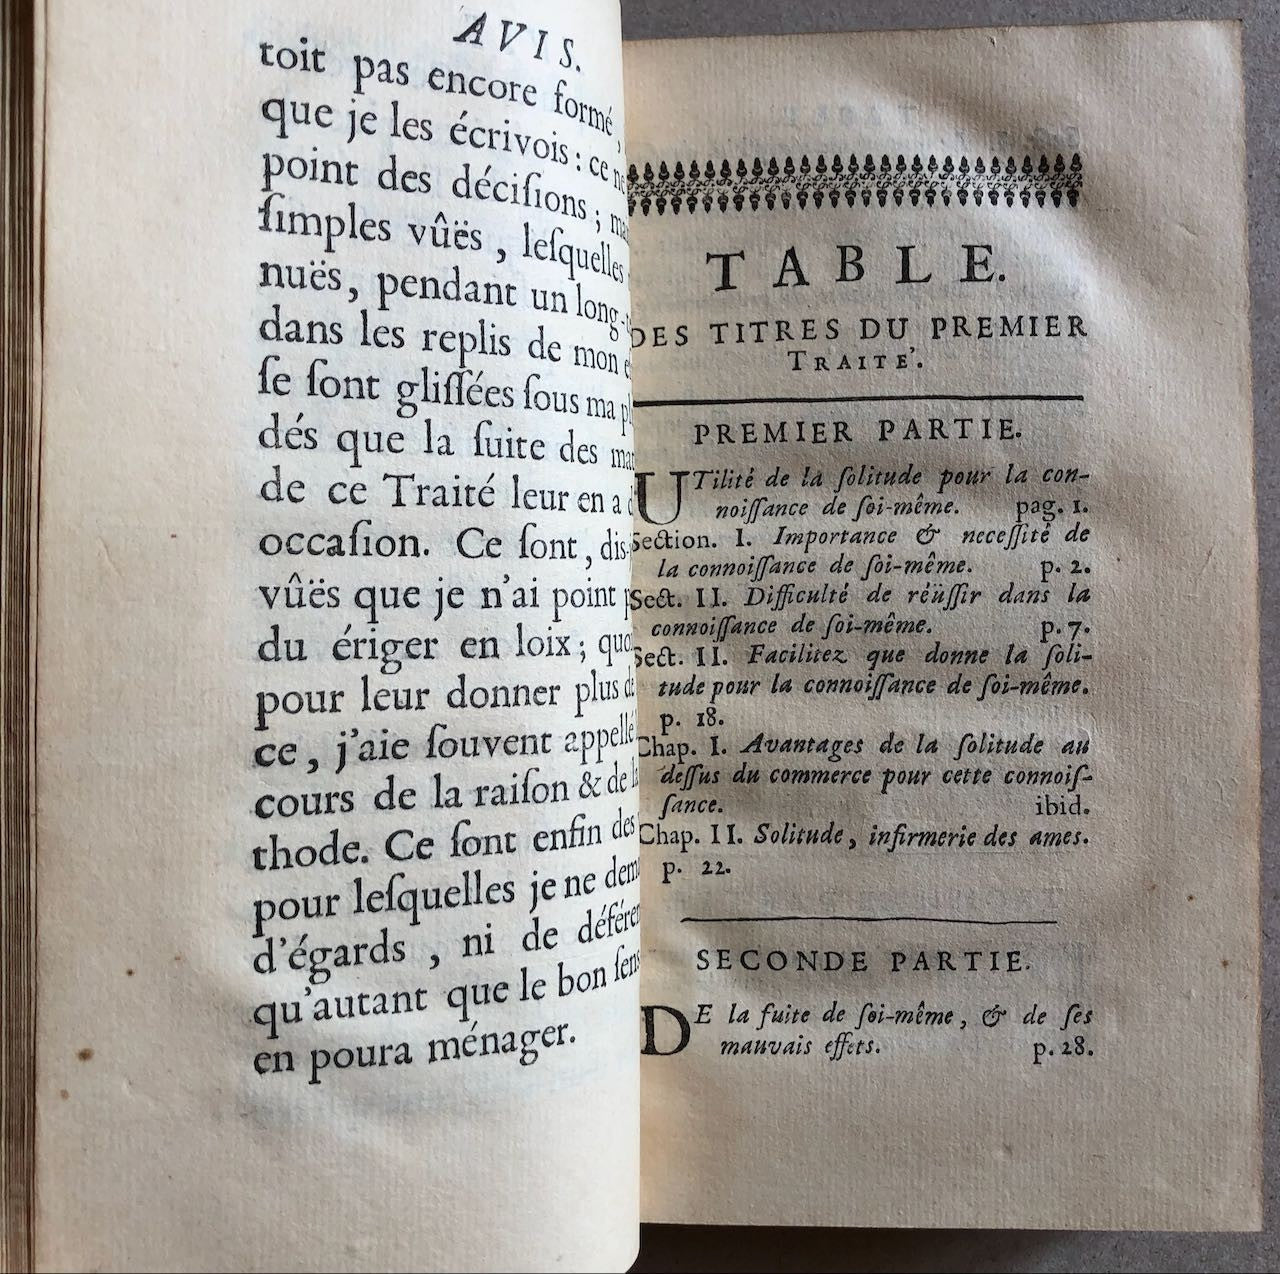 AVIS.
toit pas encore formé,
que je les écrivois : ce ne
point des déciſions ;
ſimples vûës, leſquelles
nuës, pendant un long-
dans les replis de mon
ſe ſont gliſſées ſous ma
dés que la ſuite des
de ce Traité leur en a
occaſion. Ce ſont, dis-
vûës que je n'ai point
du ériger en loix ;
pour leur donner plus
ce, j'aie ſouvent appellé
cours de la raiſon & de
thode. Ce ſont enfin des
pour leſquelles je ne
d'égards, ni de
qu'autant que le bon ſens
en poura ménager.
TABLE.
DES TITRES DU PREMIER
TRAITE'.
PREMIER PARTIE.
UTilité de la ſolitude pour la con-
noiſſance de ſoi-même. pag. 1.
Section. I. Importance & neceſſité de
la connoiſſance de ſoi-même. p. 2.
Sect. II. Difficulté de réüſſir dans la
connoiſſance de ſoi-même. p. 7.
Sect. II. Facilitez que donne la ſoli-
tude pour la connoiſſance de ſoi-même.
p. 18.
Chap. I. Avantages de la ſolitude au
deſſus du commerce pour cette connoiſ-
ſance. ibid.
Chap. II. Solitude, infirmerie des ames.
p. 22.
SECONDE PARTIE.
DE la fuite de ſoi-même, & de ſes
mauvais effets. p. 28.